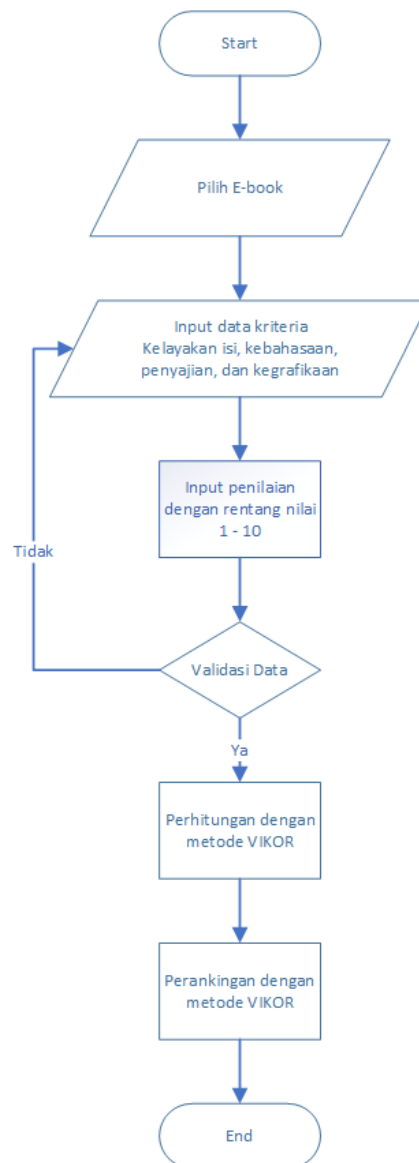 Start
Pilih E-book
Input data kriteria
Kelayakan isi, kebahasaan,
penyajian, dan kegrafikaan
Input penilaian
dengan rentang nilai
1 - 10
Tidak
Validasi Data
Ya
Perhitungan dengan
metode VIKOR
Perankingan dengan
metode VIKOR
End